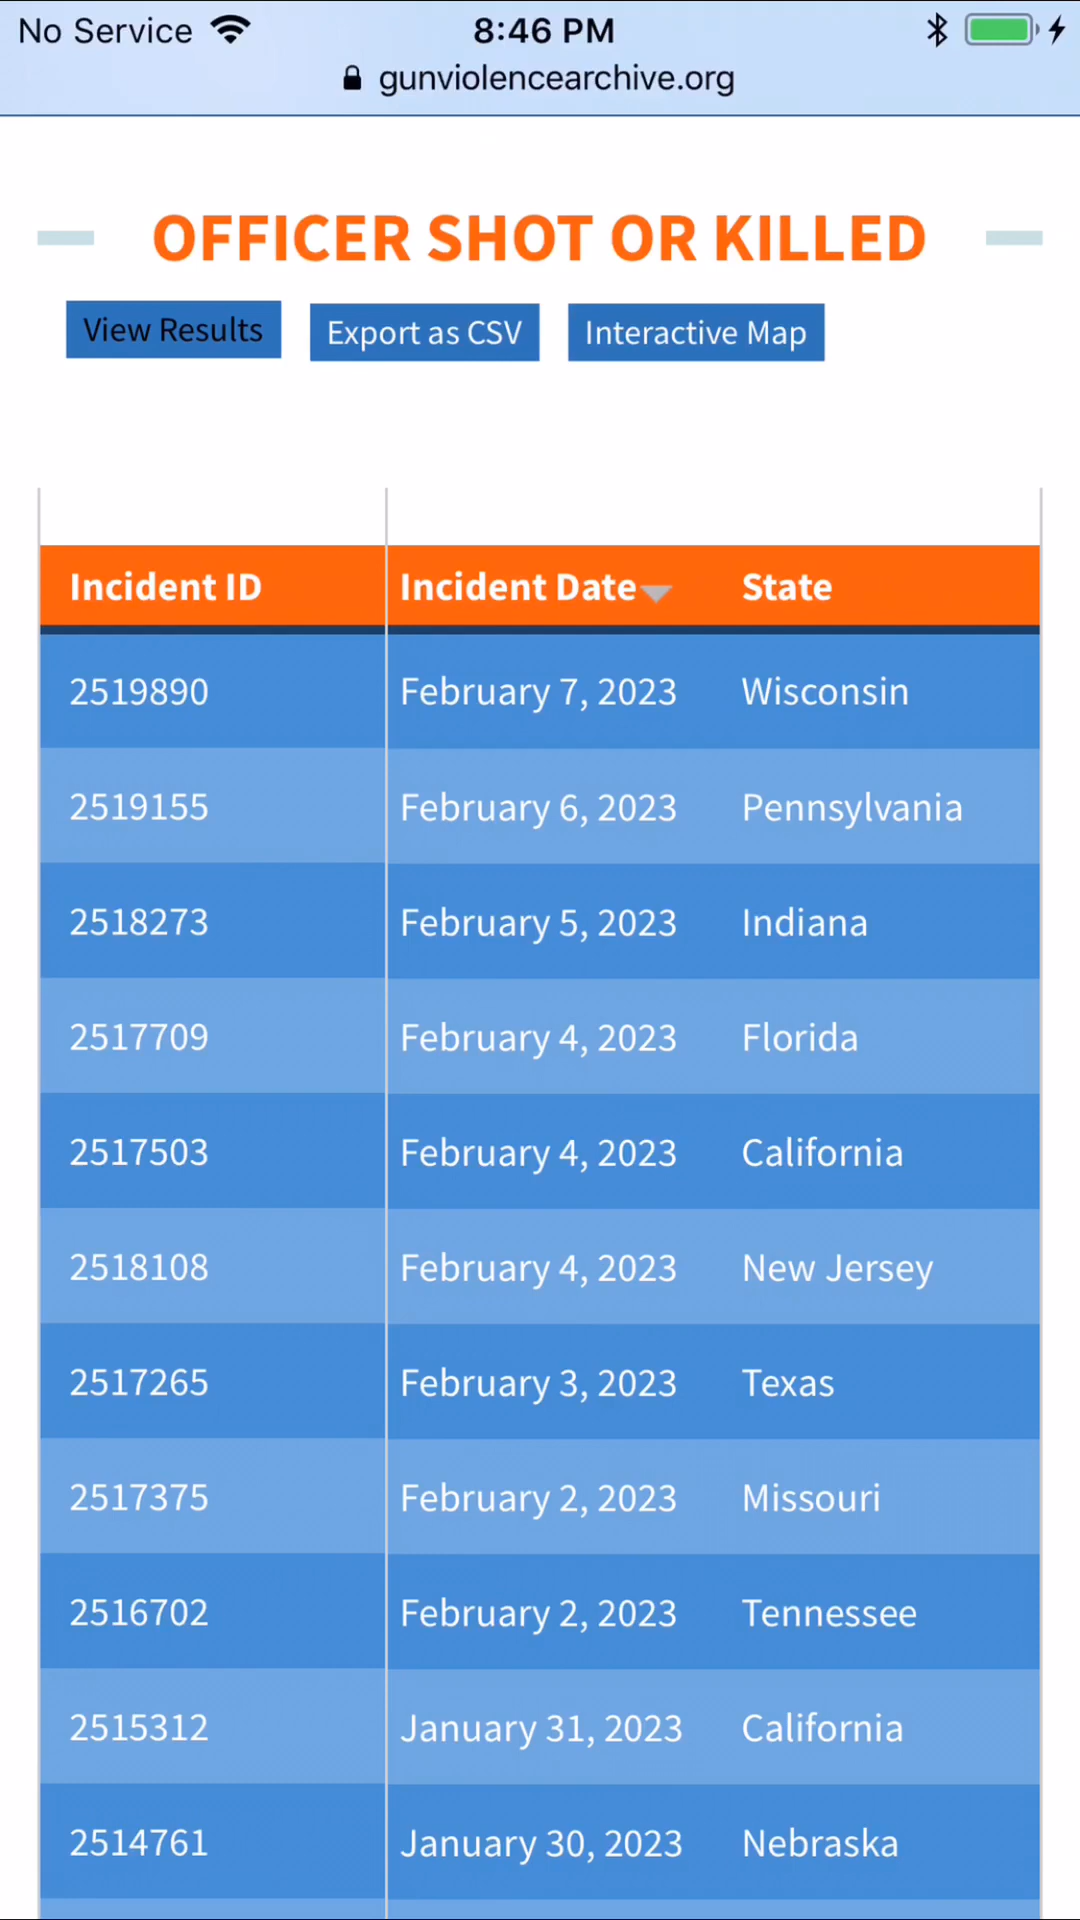 No Service 8:46 PM
gunviolencearchive.org
OFFICER SHOT OR KILLED
View Results Export as CSV Interactive Map
Incident ID Incident Date State
2519890 February 7, 2023 Wisconsin
2519155 February 6, 2023 Pennsylvania
2518273 February 5, 2023 Indiana
2517709 February 4, 2023 Florida
2517503 February 4, 2023 California
2518108 February 4, 2023 New Jersey
2517265 February 3, 2023 Texas
2517375 February 2, 2023 Missouri
2516702 February 2, 2023 Tennessee
2515312 January 31, 2023 California
2514761 January 30, 2023 Nebraska